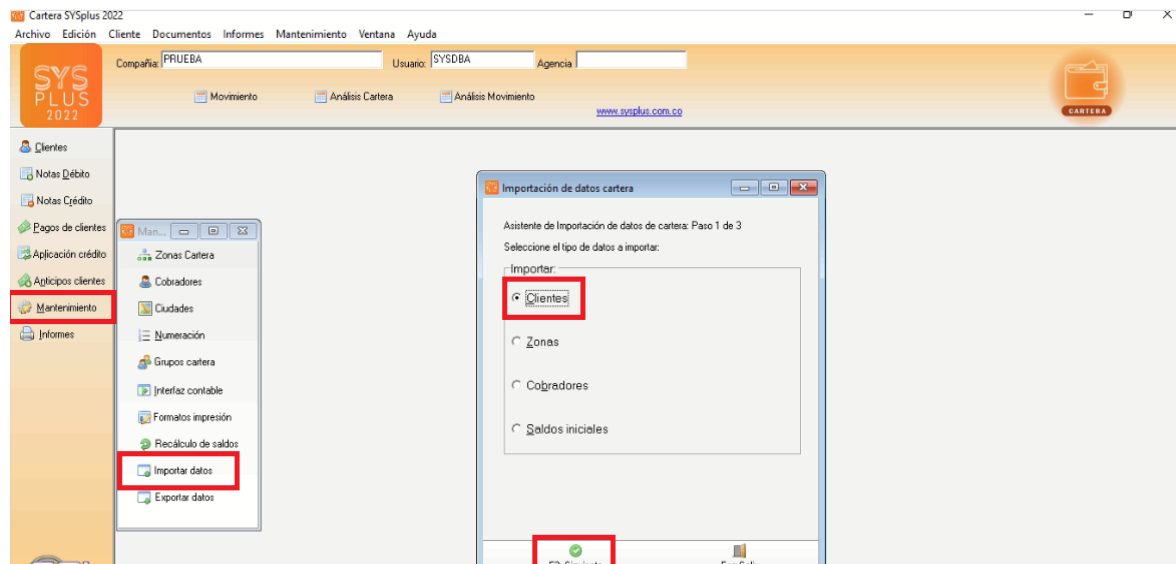 Cartera SYSplus 2022
Archivo Edición Cliente Documentos Informes Mantenimiento Ventana Ayuda
SYS
PLUS
2022
Compañia: PRUEBA Usuario: SYSDBA Agencia
Movimiento Análisis Cartera Análisis Movimiento
www.sysplus.com.co
CARTERA
Clientes
Notas Débito
Notas Crédito
Pagos de clientes
Aplicación crédito
Anticipos clientes
Mantenimiento
Informes
Man...
Zonas Cartera
Cobradores
Ciudades
Numeración
Grupos cartera
Interfaz contable
Formatos impresión
Recálculo de saldos
Importar datos
Exportar datos
Importación de datos cartera
Asistente de Importación de datos de cartera: Paso 1 de 3
Seleccione el tipo de datos a importar:
Importar:
Clientes
Zonas
Cobradores
Saldos iniciales